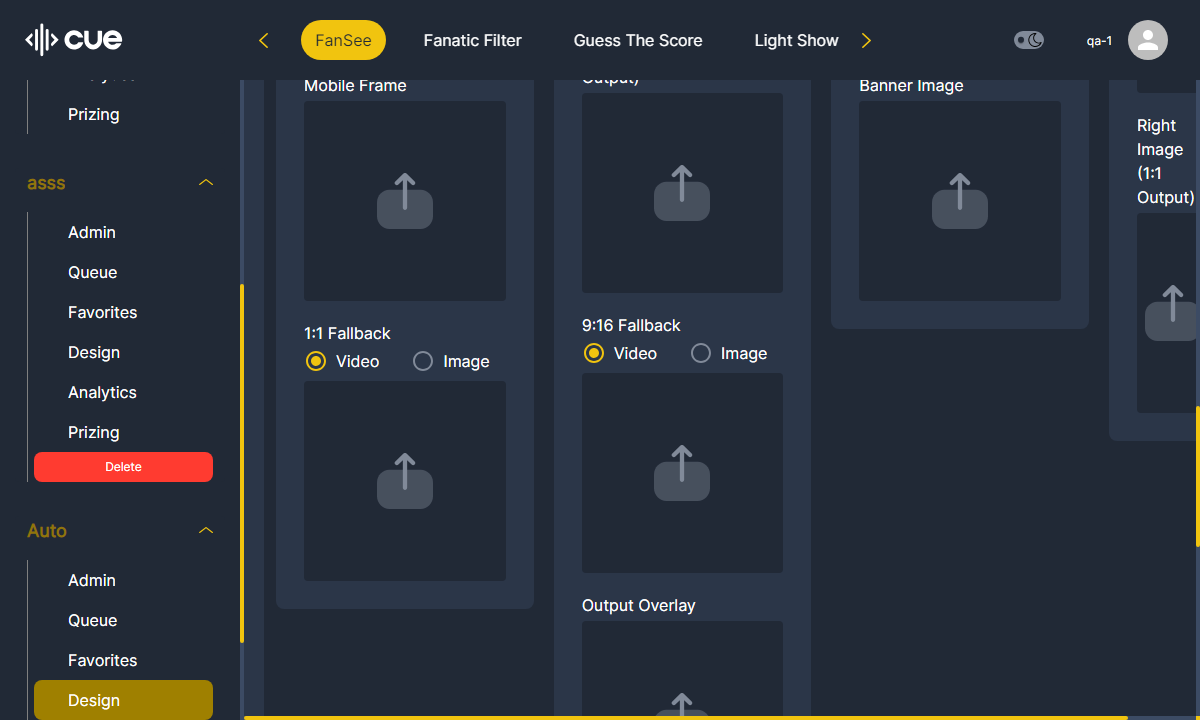 cue
FanSee
Fanatic Filter
Guess The Score
Light Show
qa-1
Prizing
asss
Admin
Queue
Favorites
Design
Analytics
Prizing
Delete
Auto
Admin
Queue
Favorites
Design
Mobile Frame
1:1 Fallback
Video
Image
Output)
9:16 Fallback
Video
Image
Output Overlay
Banner Image
Right
Image
(1:1
Output)